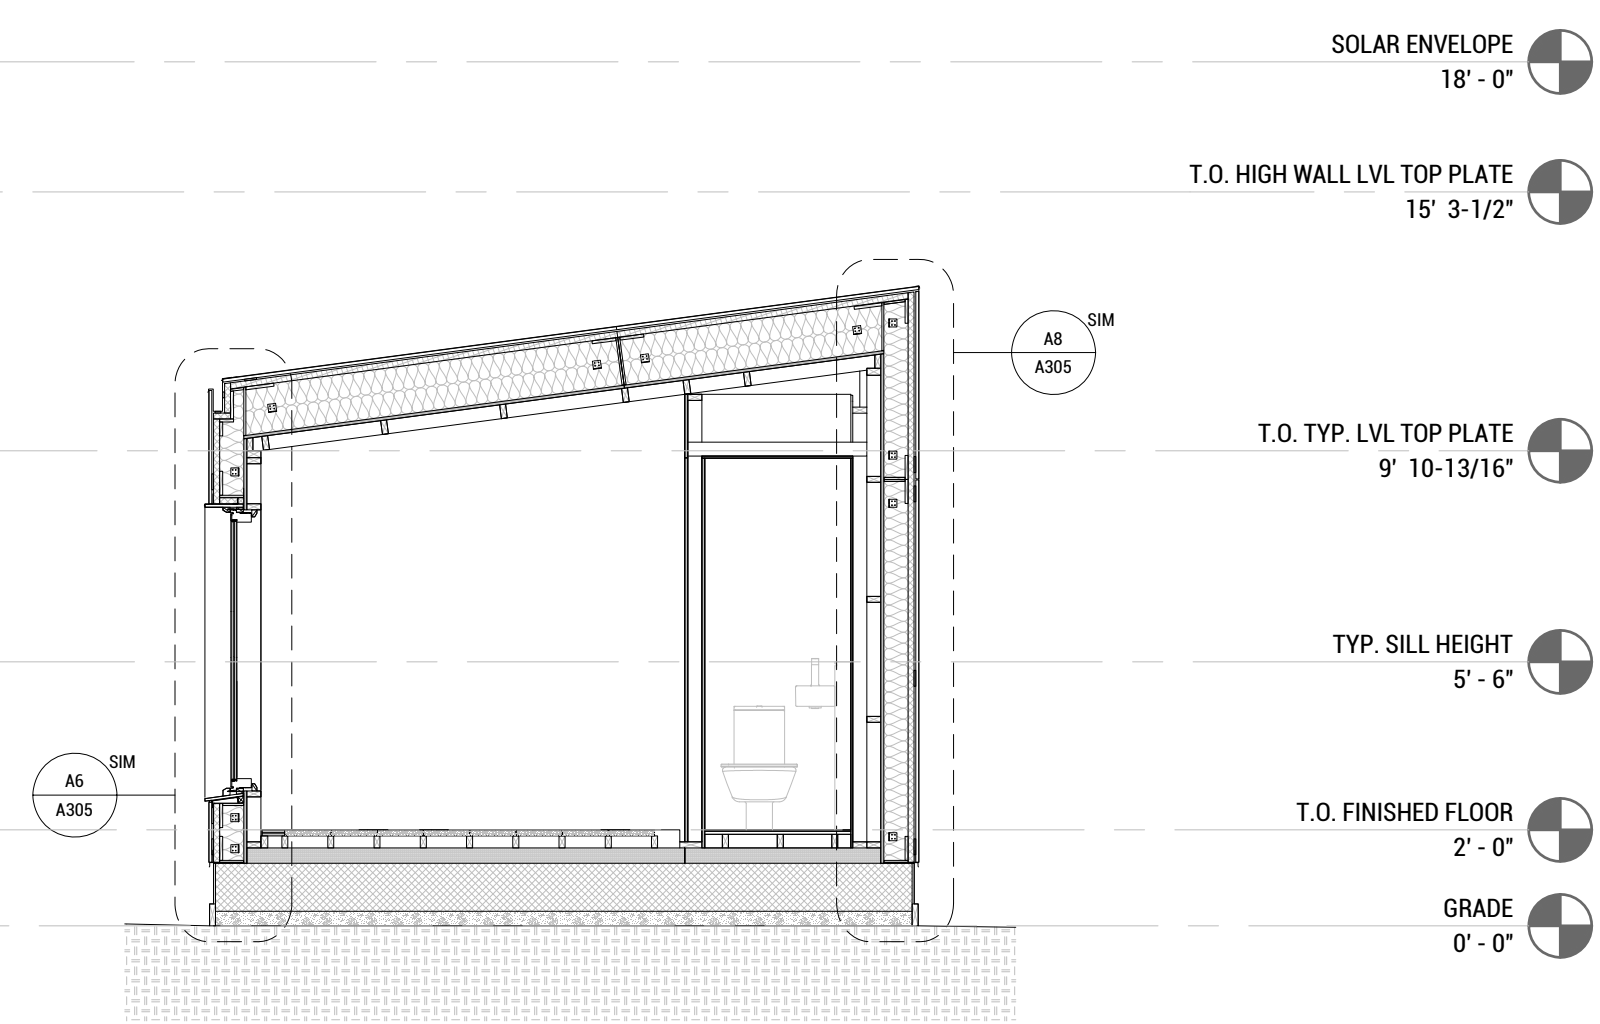 SOLAR ENVELOPE
18' - 0"
T.O. HIGH WALL LVL TOP PLATE
15' 3-1/2"
SIM
A8
A305
T.O. TYP. LVL TOP PLATE
9' 10-13/16"
TYP. SILL HEIGHT
5' - 6"
SIM
A6
A305
T.O. FINISHED FLOOR
2' - 0"
GRADE
0' - 0"